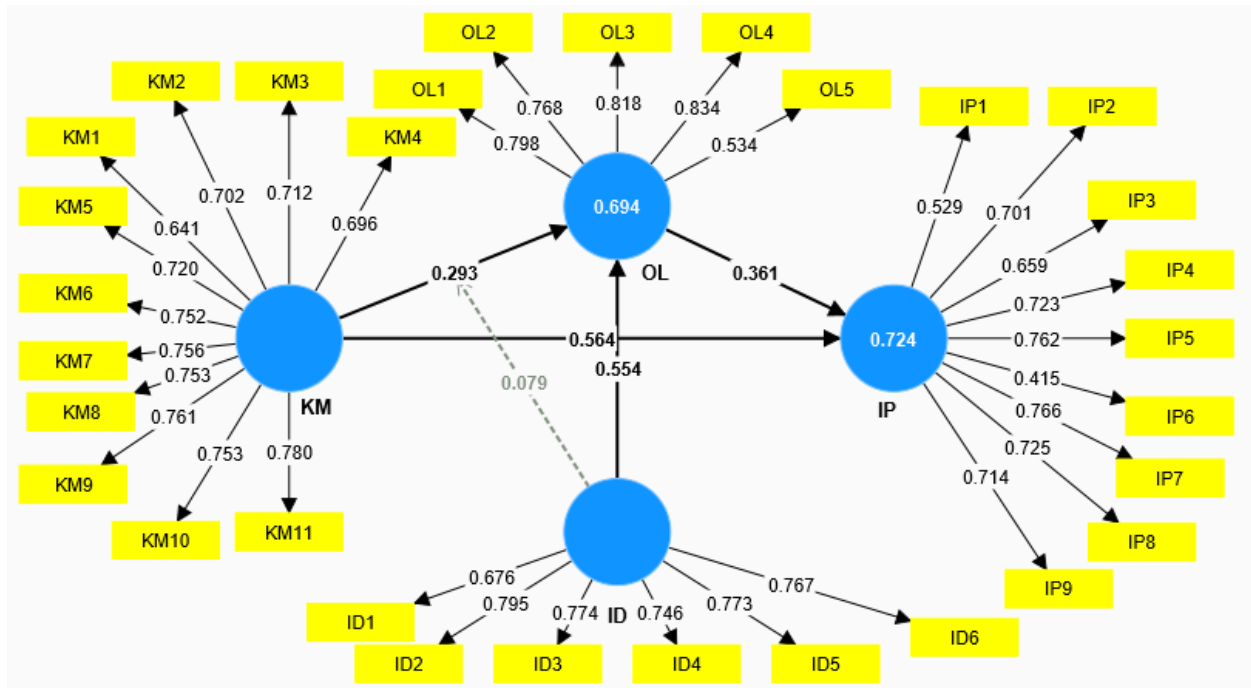 OL2
OL3
OL4
KM2
KM3
OL1
OL5
IP1
IP2
KM1
KM4
0.768
0.818
0.834
0.798
0.534
KM5
0.702
0.712
0.696
0.641
0.694
0.529
0.701
IP3
0.720
0.293
OL
0.361
0.659
IP4
KM6
0.752
0.723
0.564
0.724
0.762
IP5
KM7
0.756
0.753
0.554
0.079
0.415
KM8
KM
IP
IP6
0.761
0.766
0.753
0.780
0.725
0.714
KM9
IP7
KM10
KM11
IP8
0.676
0.767
IP9
0.795
0.774
ID
0.746
0.773
ID1
ID6
ID2
ID3
ID4
ID5